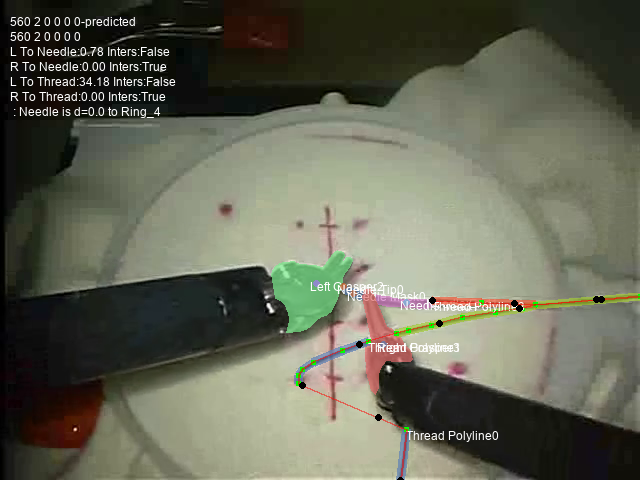 560 2 0 0 0 0-predicted
560 2 0 0 0 0
L To Needle:0.78 Inters:False
R To Needle:0.00 Inters:True
L To Thread:34.18 Inters:False
R To Thread:0.00 Inters:True
: Needle is d=0.0 to Ring_4
Left Grasper2
Thread Polyline0